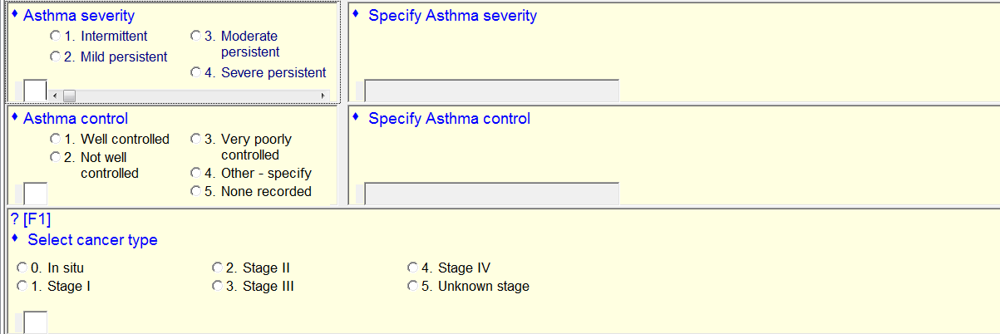 ♦ Asthma severity
1. Intermittent
2. Mild persistent
3. Moderate
persistent
4. Severe persistent
♦ Specify Asthma severity
♦ Asthma control
1. Well controlled
2. Not well
controlled
3. Very poorly
controlled
4. Other - specify
5. None recorded
♦ Specify Asthma control
? [F1]
♦ Select cancer type
0. In situ
1. Stage I
2. Stage II
3. Stage III
4. Stage IV
5. Unknown stage